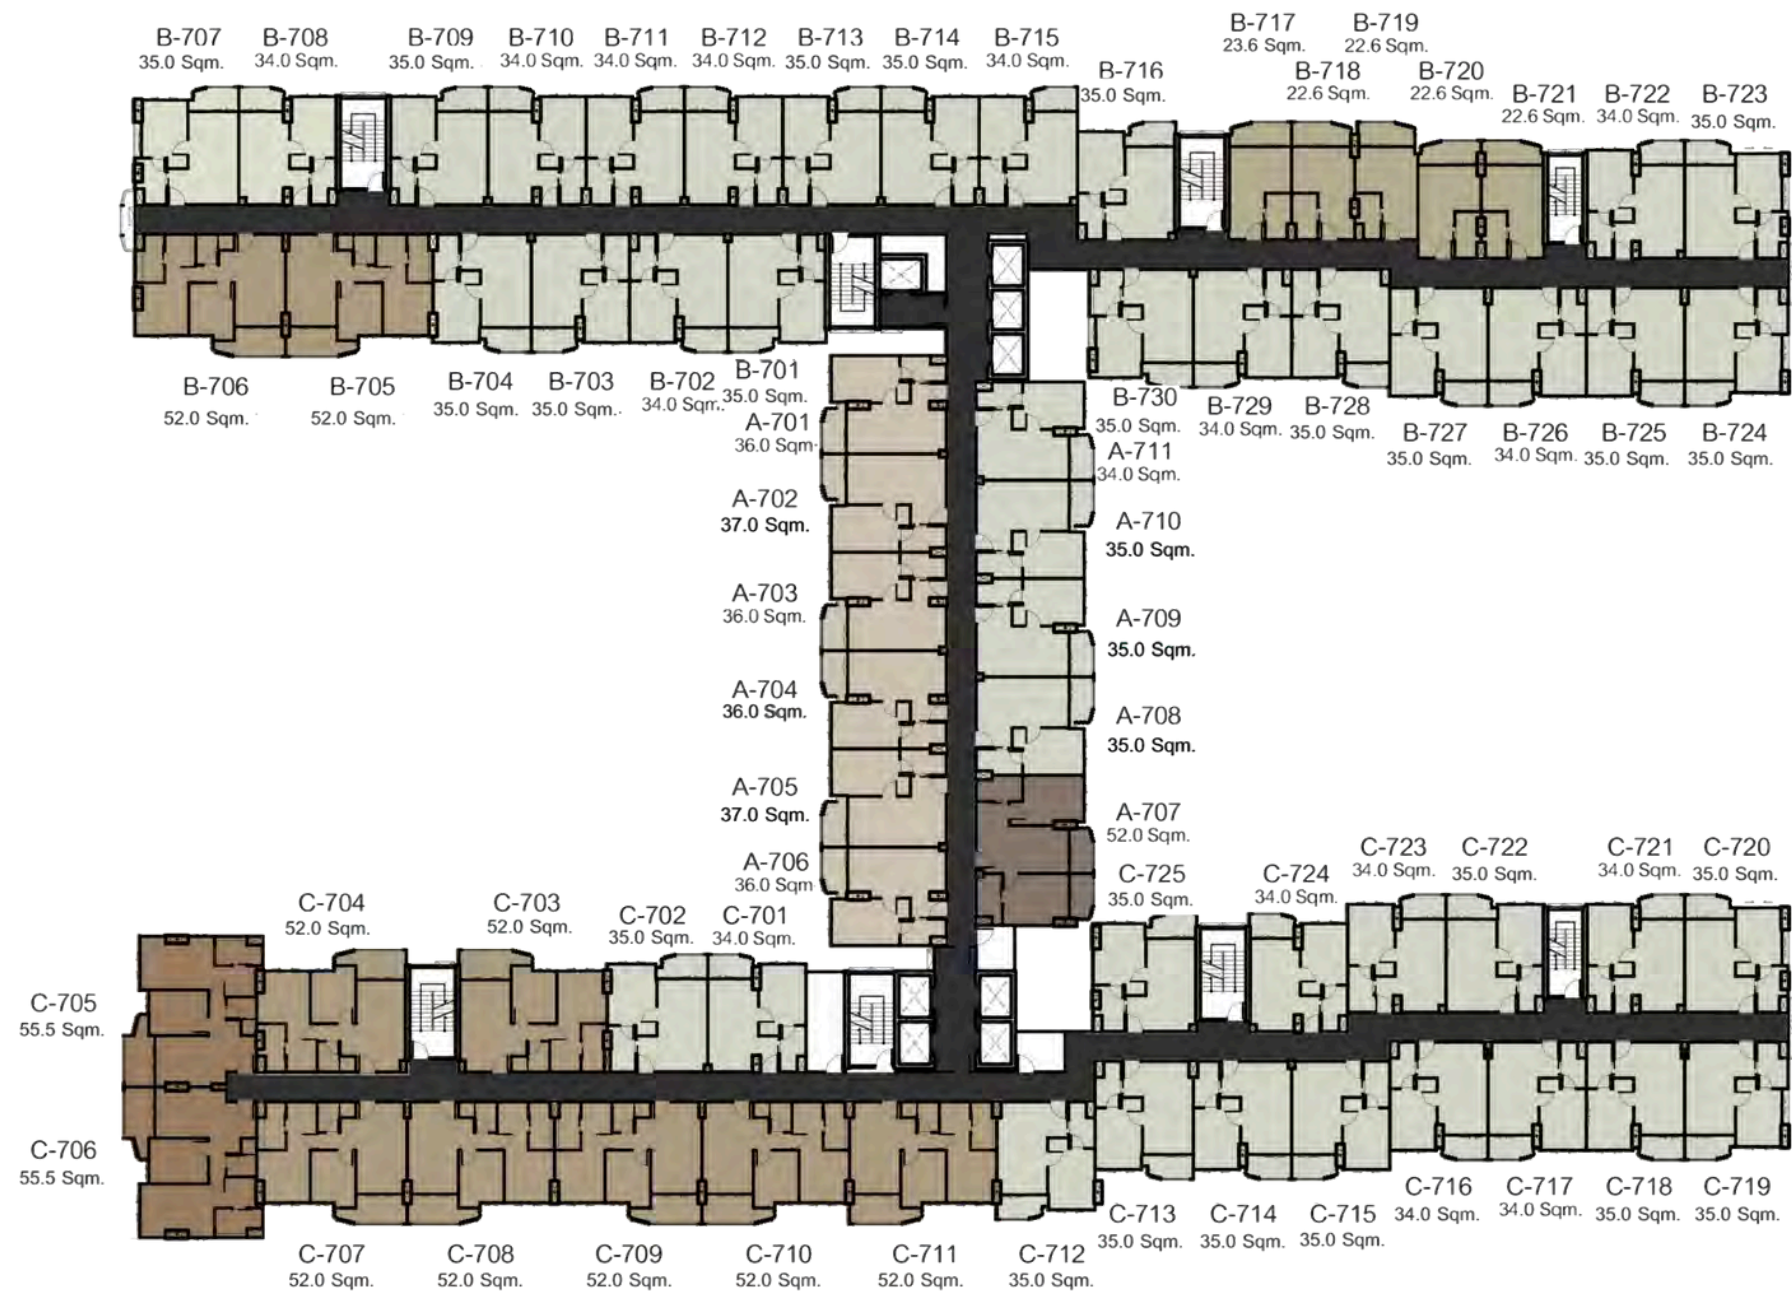 B-707
35.0 Sqm.
B-708
34.0 Sqm.
B-709
35.0 Sqm.
B-710
34.0 Sqm.
B-711
34.0 Sqm.
B-712
34.0 Sqm.
B-713
35.0 Sqm.
B-714
35.0 Sqm.
B-715
34.0 Sqm.
B-716
35.0 Sqm.
B-717
23.6 Sqm.
B-718
22.6 Sqm.
B-719
22.6 Sqm.
B-720
22.6 Sqm.
B-721
22.6 Sqm.
B-722
34.0 Sqm.
B-723
35.0 Sqm.
B-706
52.0 Sqm.
B-705
52.0 Sqm.
B-704
35.0 Sqm.
B-703
35.0 Sqm.
B-702
34.0 Sqm.
B-701
35.0 Sqm.
A-701
36.0 Sqm
A-702
37.0 Sqm.
A-703
36.0 Sqm.
A-704
36.0 Sqm.
A-705
37.0 Sqm.
A-706
36.0 Sqm
B-730
35.0 Sqm.
B-729
34.0 Sqm.
B-728
35.0 Sqm.
B-727
35.0 Sqm.
B-726
34.0 Sqm.
B-725
35.0 Sqm.
B-724
35.0 Sqm.
A-711
34.0 Sqm.
A-710
35.0 Sqm.
A-709
35.0 Sqm.
A-708
35.0 Sqm.
A-707
52.0 Sqm.
C-725
35.0 Sqm.
C-724
34.0 Sqm.
C-723
34.0 Sqm.
C-722
35.0 Sqm.
C-721
34.0 Sqm.
C-720
35.0 Sqm.
C-704
52.0 Sqm.
C-703
52.0 Sqm.
C-702
35.0 Sqm.
C-701
34.0 Sqm.
C-705
55.5 Sqm.
C-706
55.5 Sqm.
C-707
52.0 Sqm.
C-708
52.0 Sqm.
C-709
52.0 Sqm.
C-710
52.0 Sqm.
C-711
52.0 Sqm.
C-712
35.0 Sqm.
C-713
35.0 Sqm.
C-714
35.0 Sqm.
C-715
35.0 Sqm.
C-716
34.0 Sqm.
C-717
34.0 Sqm.
C-718
35.0 Sqm.
C-719
35.0 Sqm.